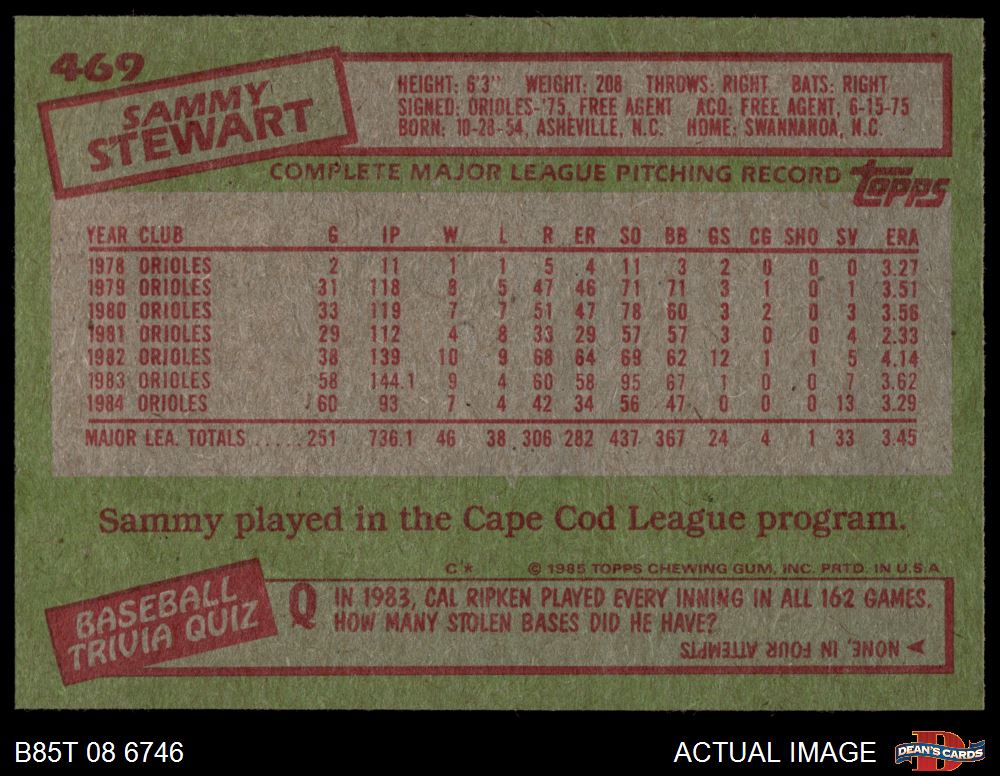 469
SAMMY
STEWART
HEIGHT: 6'3" WEIGHT: 208 THROWS: RIGHT BATS: RIGHT
SIGNED: ORIOLES-'75, FREE AGENT ACQ: FREE AGENT, 6-15-75
BORN: 10-28-54, ASHEVILLE, N.C. HOME: SWANNANOA, N.C.
COMPLETE MAJOR LEAGUE PITCHING RECORD topps
YEAR CLUB G IP W L R ER SO BB GS CG SHO SV ERA
1978 ORIOLES 2 11 1 1 5 4 11 3 2 0 0 0 3.27
1979 ORIOLES 31 118 8 5 47 46 71 71 3 1 0 1 3.51
1980 ORIOLES 33 119 7 7 51 47 78 60 3 2 0 3 3.56
1981 ORIOLES 29 112 4 8 33 29 57 57 3 0 0 4 2.33
1982 ORIOLES 38 139 10 9 68 64 69 62 12 1 1 5 4.14
1983 ORIOLES 58 144.1 9 4 60 58 95 67 1 0 0 7 3.62
1984 ORIOLES 60 93 7 4 42 34 56 47 0 0 0 13 3.29
MAJOR LEA. TOTALS ...... 251 736.1 46 38 306 282 437 367 24 4 1 33 3.45
Sammy played in the Cape Cod League program.
C* © 1985 TOPPS CHEWING GUM, INC. PRTD. IN U.S.A
BASEBALL
TRIVIA QUIZ
Q IN 1983, CAL RIPKEN PLAYED EVERY INNING IN ALL 162 GAMES.
HOW MANY STOLEN BASES DID HE HAVE?
NONE, IN FOUR ATTEMPTS
B85T 08 6746 ACTUAL IMAGE DEAN'S CARDS